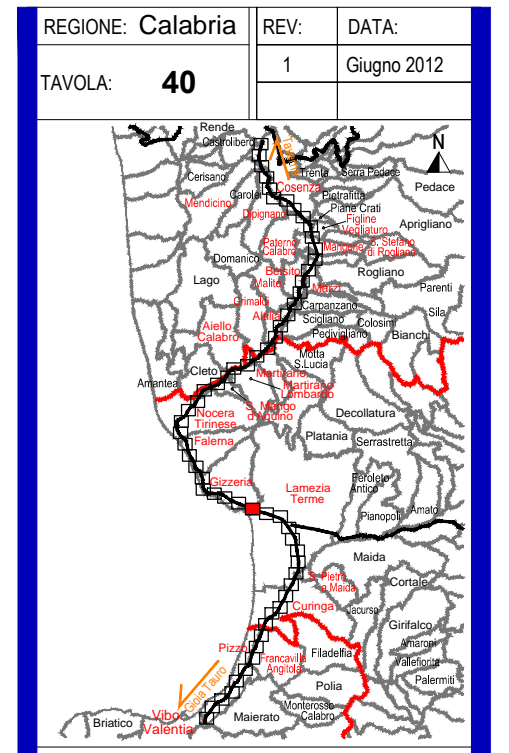 REGIONE: Calabria
REV:
DATA:
TAVOLA: 40
1
Giugno 2012
N
Rende
Castrolibero
Taranto
Trenta
Serra Pedace
Cerisano
Cosenza
Pedace
Carolei
Pietrafitta
Mendicino
Piane Crati
Dipignano
Figline
Vegliaturo
Aprigliano
Paterno
Calabro
Mangone
S. Stefano
di Rogliano
Domanico
Belsito
Rogliano
Lago
Malito
Marzi
Parenti
Grimaldi
Carpanzano
Sila
Altilia
Scigliano
Colosimi
Aiello
Calabro
Pedivigliano
Bianchi
Motta
S.Lucia
Cleto
Martirano
Amantea
Martirano
Lombardo
S. Mango
d'Aquino
Nocera
Tirinese
Decollatura
Falerna
Platania
Serrastretta
Gizzeria
Lamezia
Terme
Feroleto
Antico
Pianopoli
Amato
Maida
S. Pietro
a Maida
Cortale
Curinga
Jacurso
Girifalco
Pizzo
Francavilla
Angitola
Filadelfia
Amaroni
Vallefiorita
Gioia Tauro
Polia
Palermiti
Vibo
Valentia
Monterosso
Calabro
Briatico
Maierato